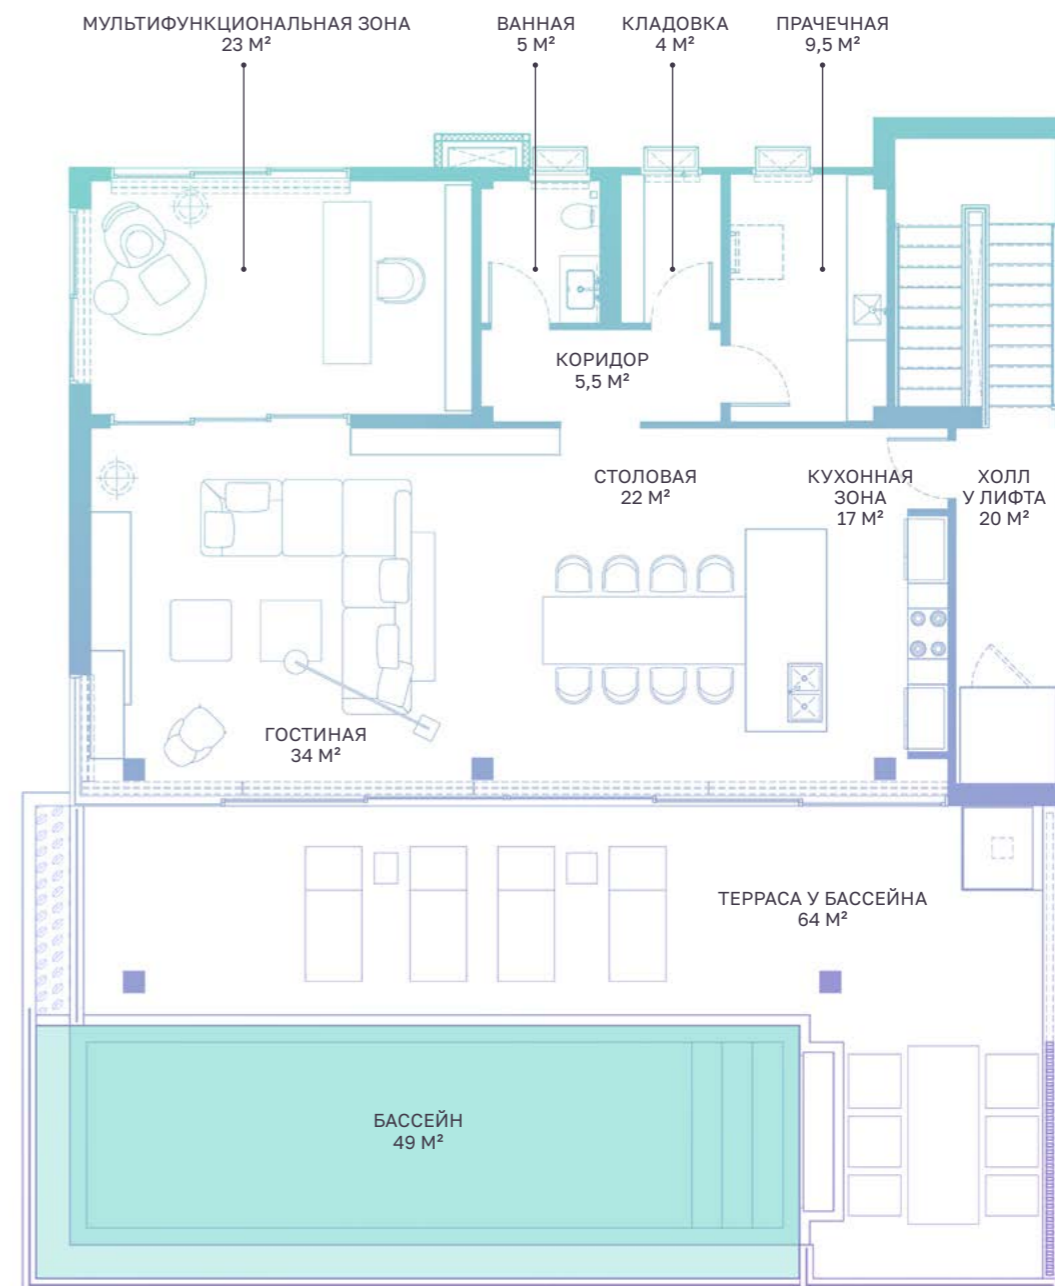 МУЛЬТИФУНКЦИОНАЛЬНАЯ ЗОНА
23 М²
ВАННАЯ
5 М²
КЛАДОВКА
4 М²
ПРАЧЕЧНАЯ
9,5 М²
КОРИДОР
5,5 М²
СТОЛОВАЯ
22 М²
КУХОННАЯ
ЗОНА
17 М²
ХОЛЛ
У ЛИФТА
20 М²
ГОСТИНАЯ
34 М²
ТЕРРАСА У БАССЕЙНА
64 М²
БАССЕЙН
49 М²